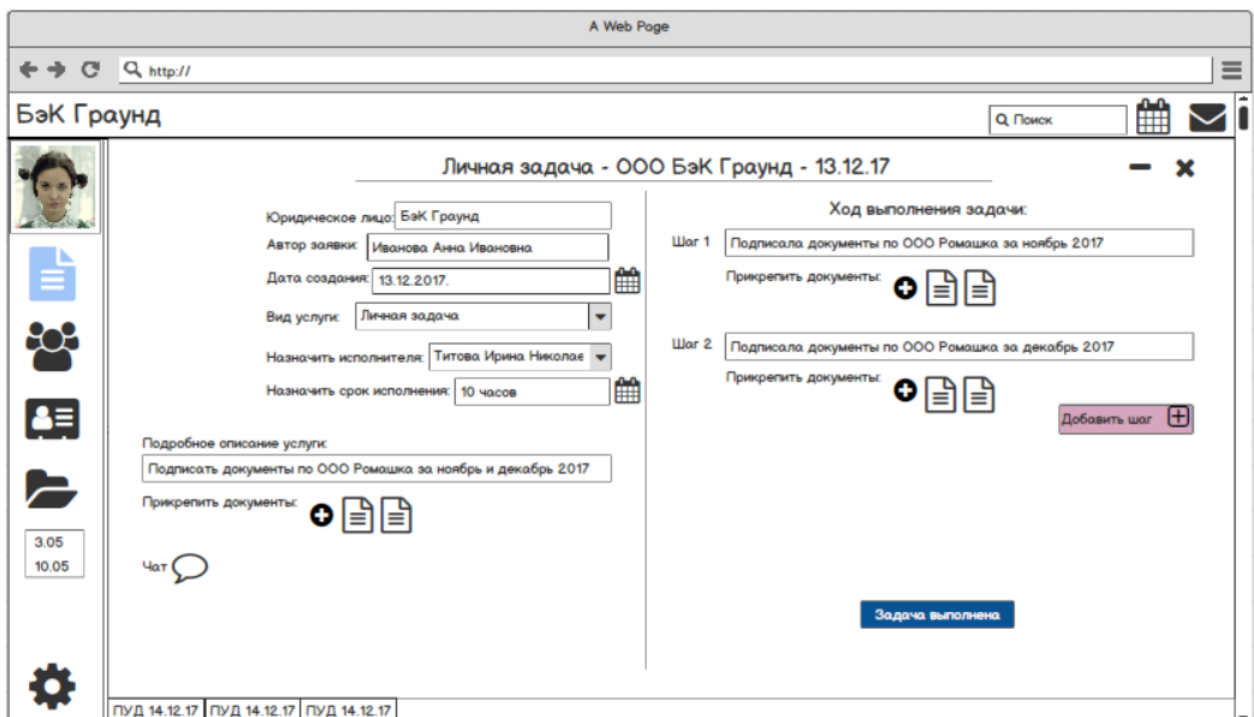 A Web Page
http://
БэК Граунд
Поиск
Личная задача - ООО БэК Граунд - 13.12.17
Юридическое лицо: БэК Граунд
Автор заявки: Иванова Анна Ивановна
Дата создания: 13.12.2017.
Вид услуги: Личная задача
Назначить исполнителя: Титова Ирина Николае
Назначить срок исполнения: 10 часов
Подробное описание услуги:
Подписать документы по ООО Ромашка за ноябрь и декабрь 2017
Прикрепить документы:
Чат
Ход выполнения задачи:
Шаг 1 Подписала документы по ООО Ромашка за ноябрь 2017
Прикрепить документы:
Шаг 2 Подписала документы по ООО Ромашка за декабрь 2017
Прикрепить документы:
Добавить шаг
Задача выполнена
3.05
10.05
ПУД 14.12.17 ПУД 14.12.17 ПУД 14.12.17